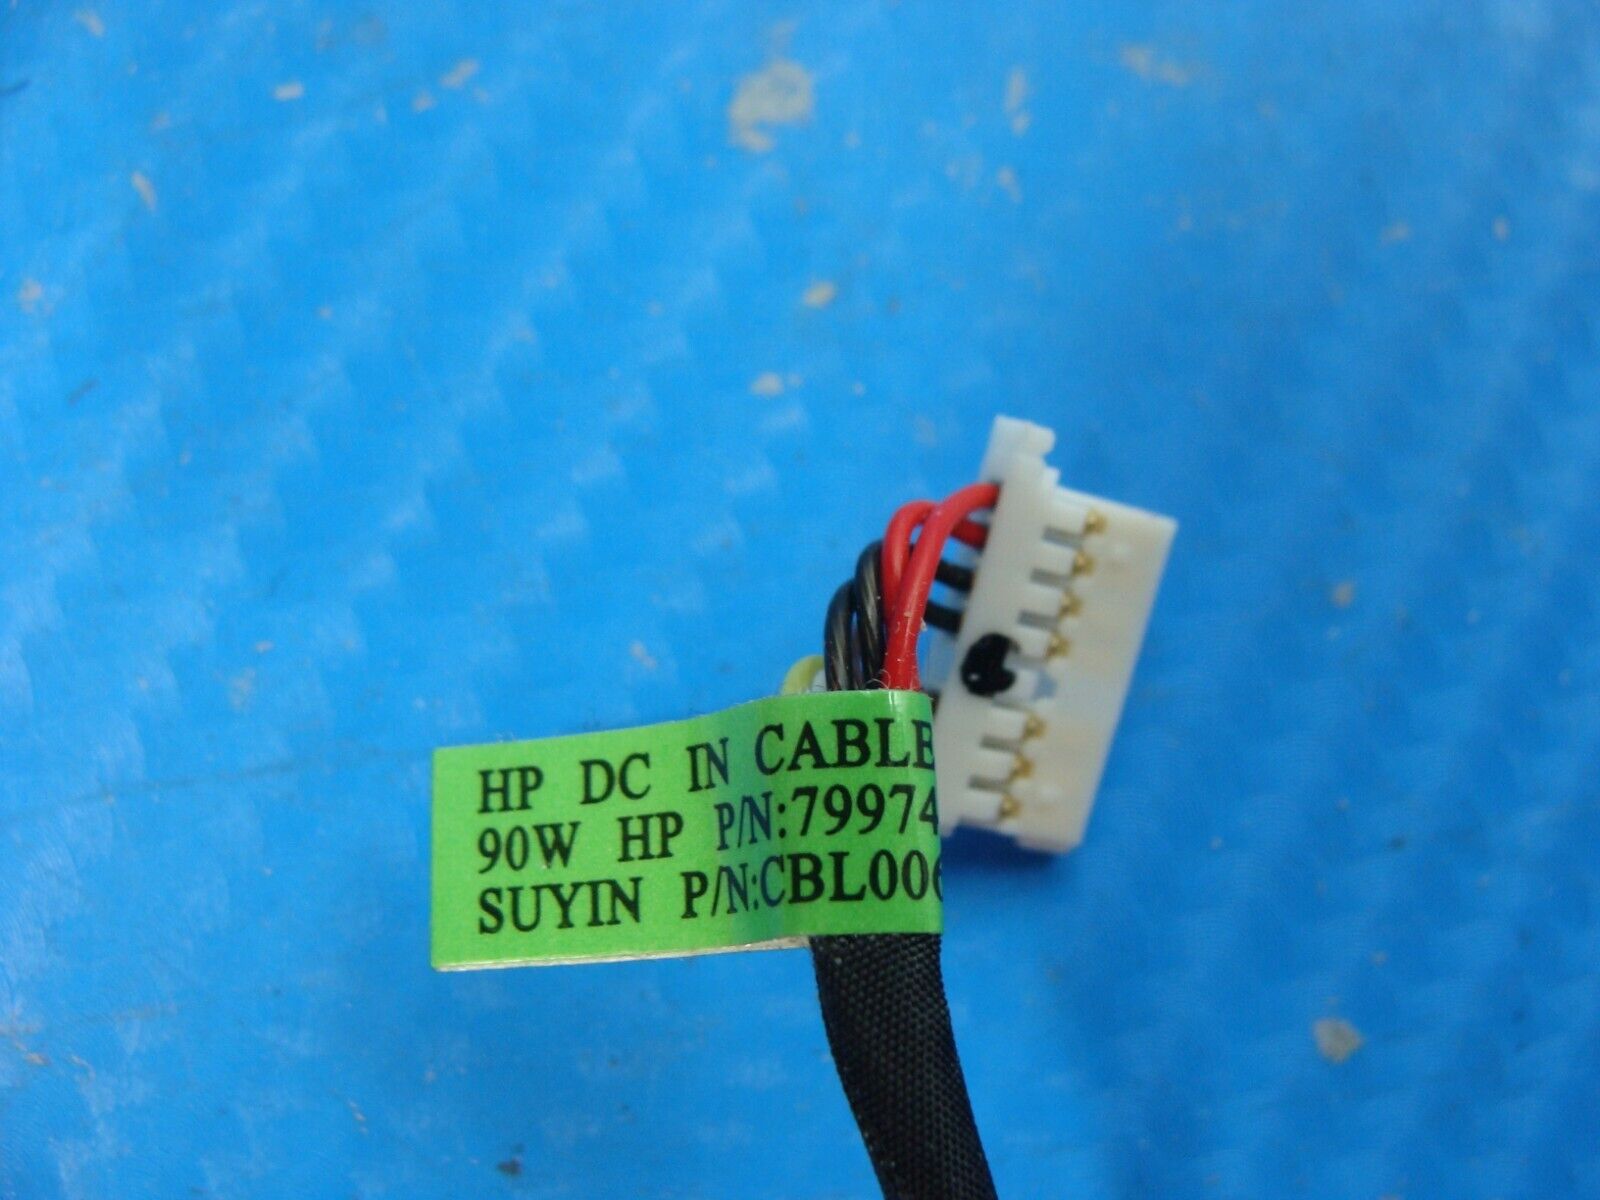 HP DC IN CABLE
90W HP P/N:79974
SUYIN P/N:CBL006